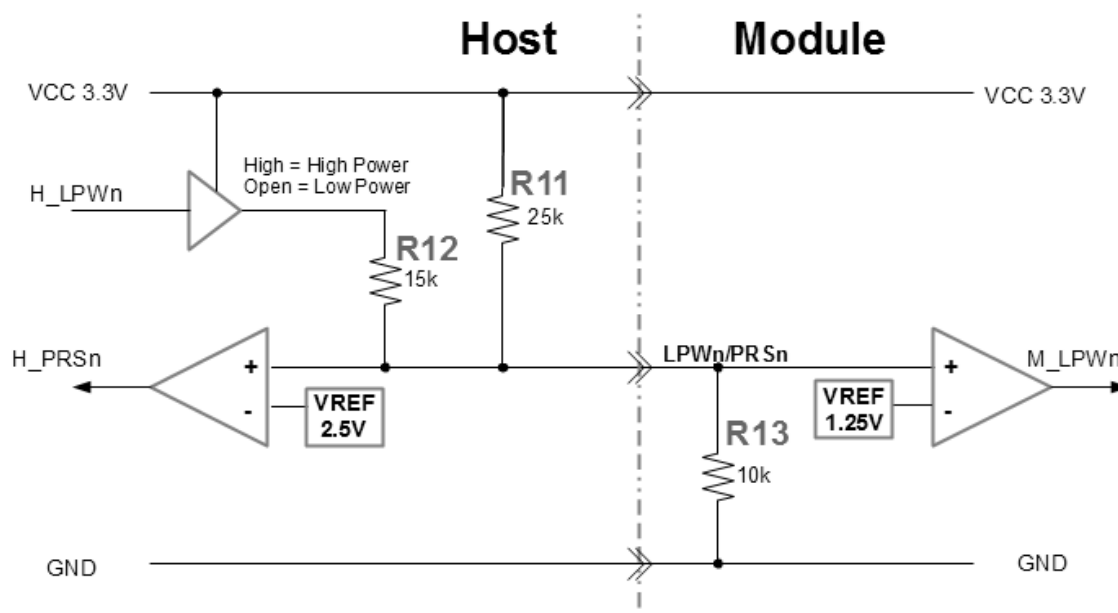 Host
Module
VCC 3.3V
VCC 3.3V
High = High Power
Open = Low Power
R11
25k
H_LPWn
R12
15k
H_PRSn
+
-
VREF
2.5V
LPWn/PRSn
M_LPWn
+
-
VREF
1.25V
R13
10k
GND
GND